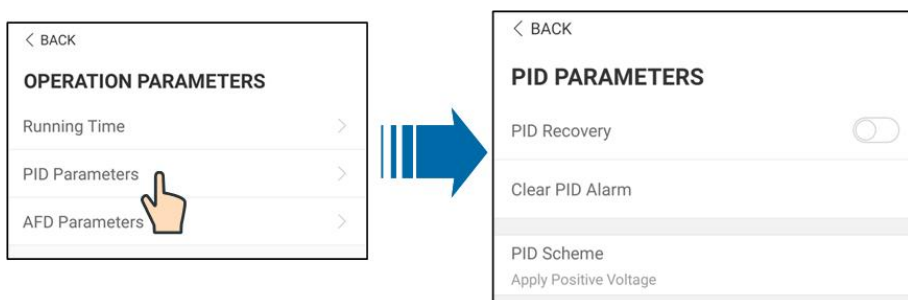 < BACK
OPERATION PARAMETERS
Running Time
PID Parameters
AFD Parameters
< BACK
PID PARAMETERS
PID Recovery
Clear PID Alarm
PID Scheme
Apply Positive Voltage